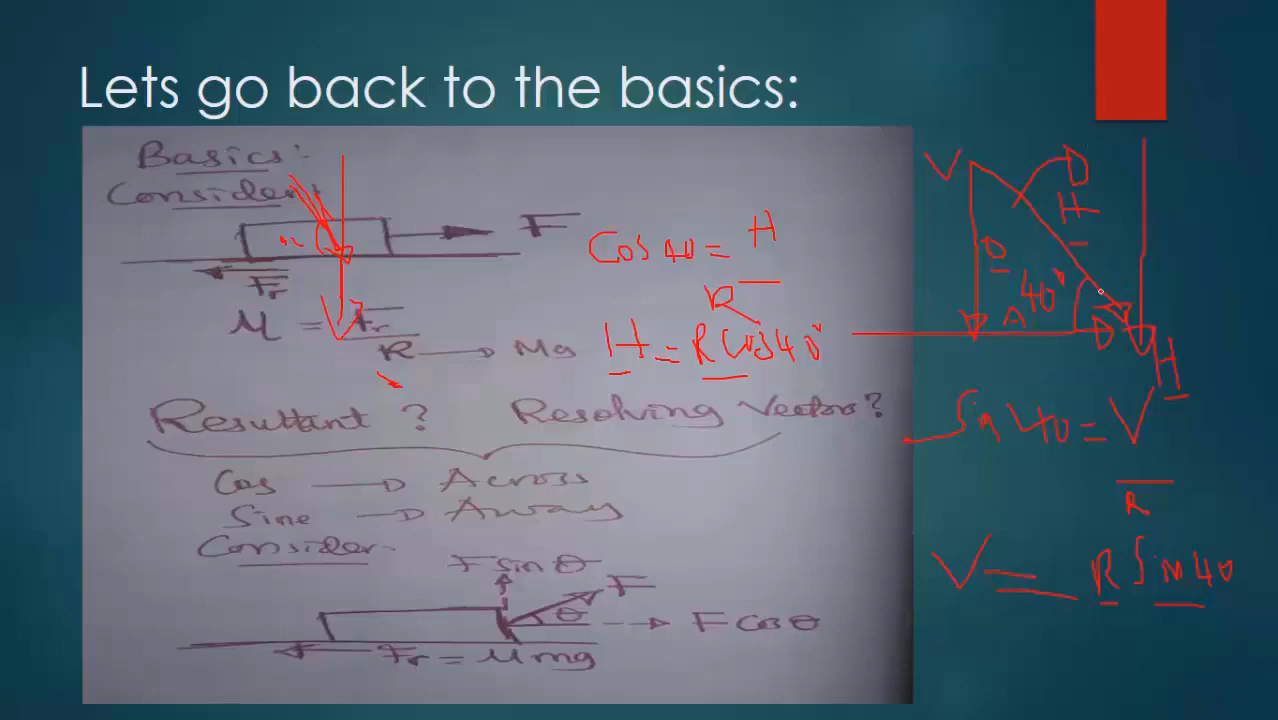 Lets go back to the basics:
Basics:
Consider
F
Fr
μ = Fr
R → Mg
Resultant ? Resolving Vectors?
Cos → Across
Sine → Away
Consider
F sin θ
F
θ
F cos θ
Fr = μmg
Cos 40 = H
R
H = R Cos 40°
V
H
O
40°
A
H
Sin 40 = V
R
V = R Sin 40